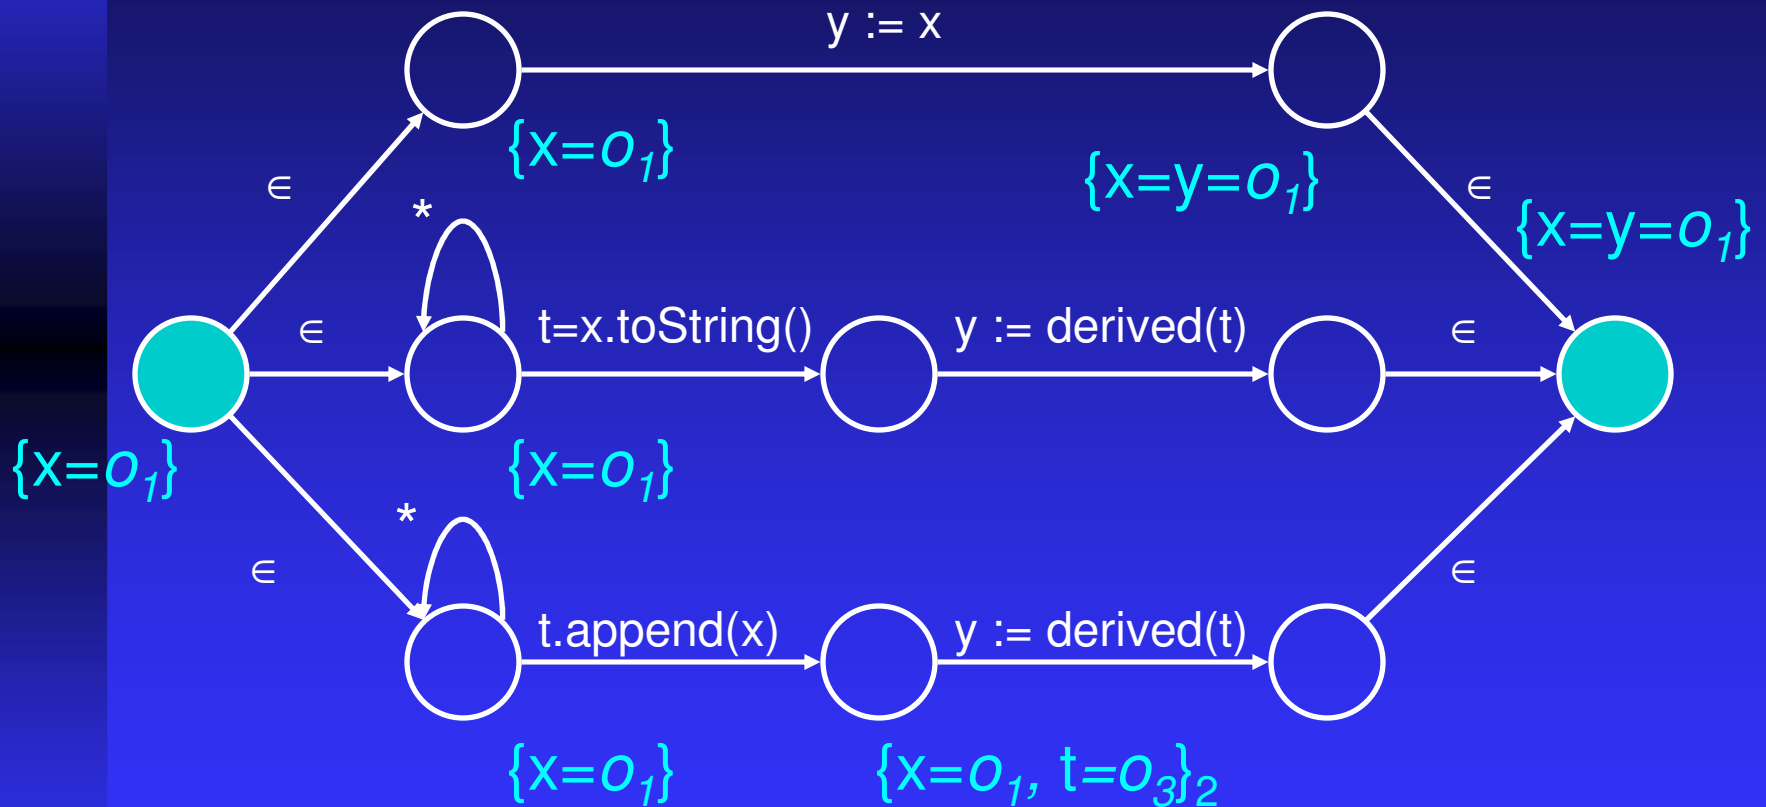 y := x
{x=o₁}
{x=y=o₁}
∈
∈
*
{x=y=o₁}
∈
t=x.toString()
y := derived(t)
∈
{x=o₁}
{x=o₁}
*
∈
∈
t.append(x)
y := derived(t)
{x=o₁}
{x=o₁, t=o₃}₂